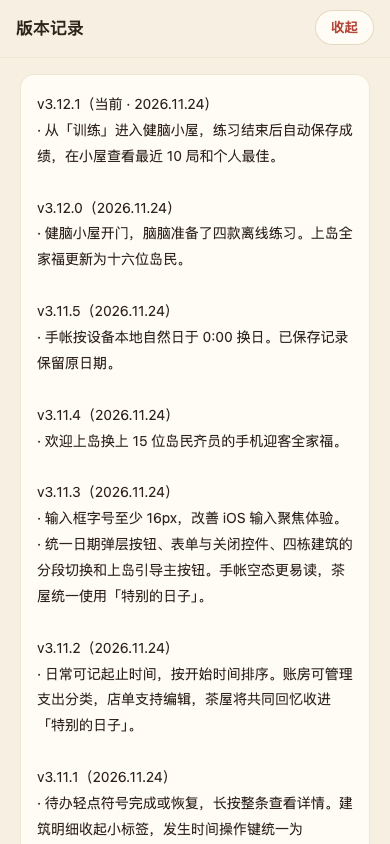 版本记录
收起
v3.12.1（当前 · 2026.11.24）
· 从「训练」进入健脑小屋，练习结束后自动保存成
绩，在小屋查看最近 10 局和个人最佳。
v3.12.0（2026.11.24）
· 健脑小屋开门，脑脑准备了四款离线练习。上岛全
家福更新为十六位岛民。
v3.11.5（2026.11.24）
· 手帐按设备本地自然日于 0:00 换日。已保存记录
保留原日期。
v3.11.4（2026.11.24）
· 欢迎上岛换上 15 位岛民齐员的手机迎客全家福。
v3.11.3（2026.11.24）
· 输入框字号至少 16px，改善 iOS 输入聚焦体验。
· 统一日期弹层按钮、表单与关闭控件、四栋建筑的
分段切换和上岛引导主按钮。手帐空态更易读，茶
屋统一使用「特别的日子」。
v3.11.2（2026.11.24）
· 日常可记起止时间，按开始时间排序。账房可管理
支出分类，店单支持编辑，茶屋将共同回忆收进
「特别的日子」。
v3.11.1（2026.11.24）
· 待办轻点符号完成或恢复，长按整条查看详情。建
筑明细收起小标签，发生时间操作键统一为